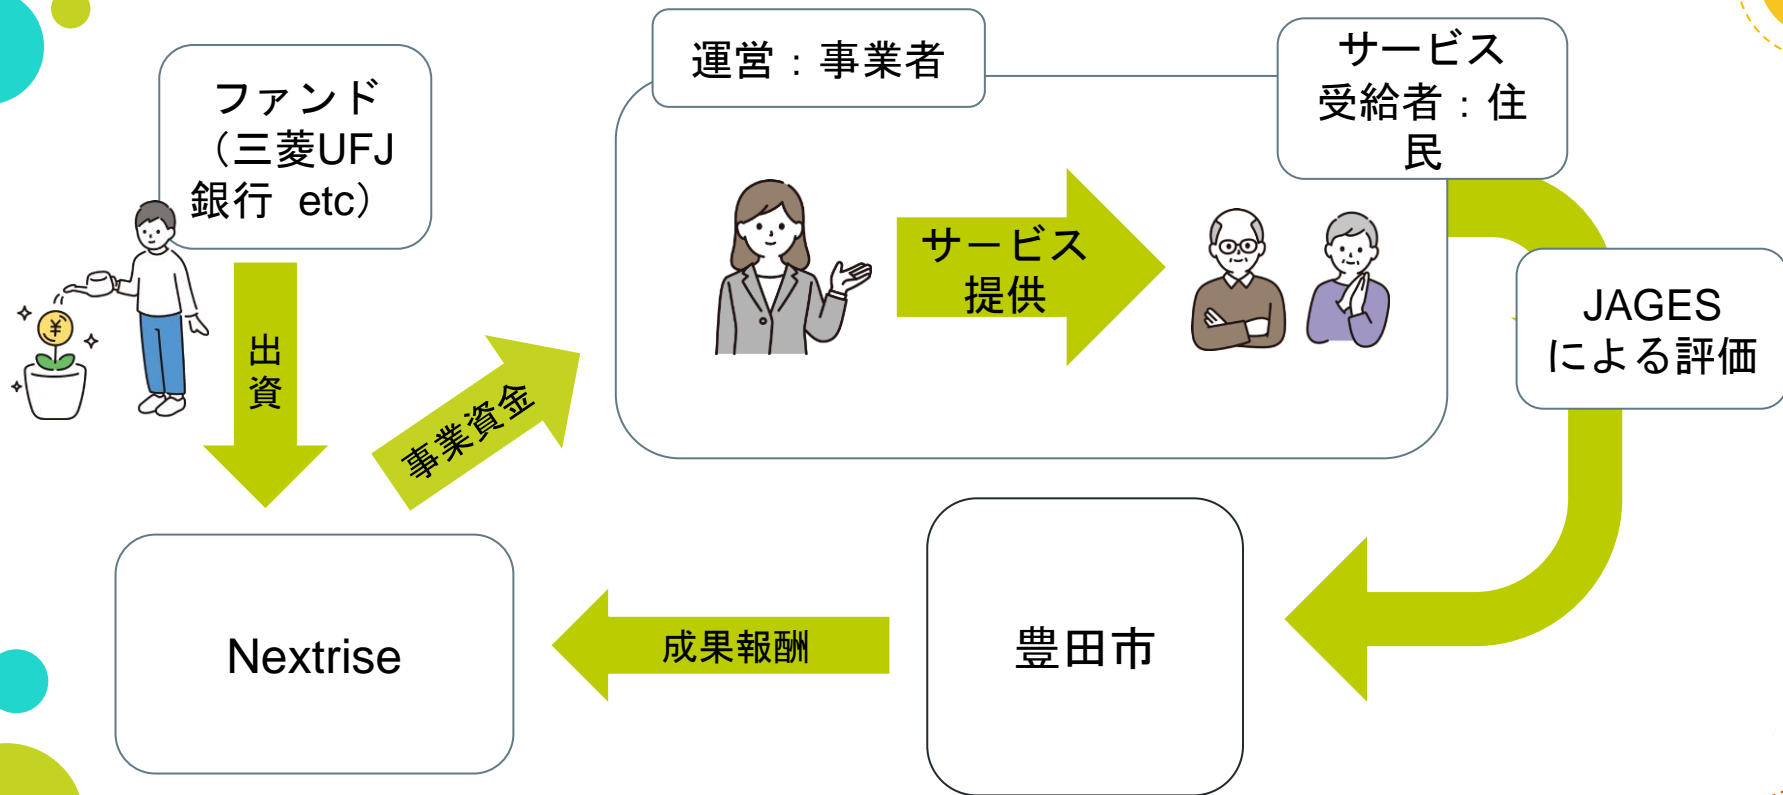 ファンド
（三菱UFJ
銀行 etc）
運営：事業者
サービス
受給者：住
民
サービス
提供
JAGES
による評価
出
資
¥
事業資金
Nextrise
成果報酬
豊田市